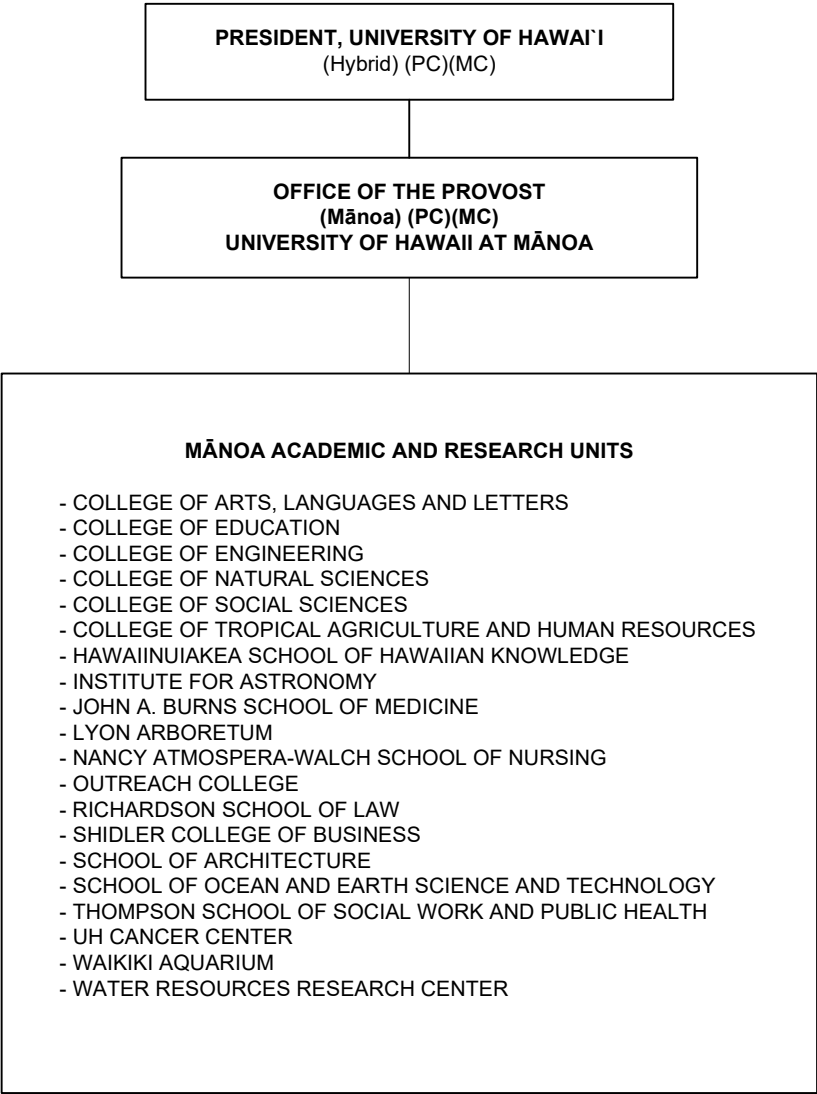 PRESIDENT, UNIVERSITY OF HAWAI`I
(Hybrid) (PC)(MC)
OFFICE OF THE PROVOST
(Mānoa) (PC)(MC)
UNIVERSITY OF HAWAII AT MĀNOA
MĀNOA ACADEMIC AND RESEARCH UNITS
- COLLEGE OF ARTS, LANGUAGES AND LETTERS
- COLLEGE OF EDUCATION
- COLLEGE OF ENGINEERING
- COLLEGE OF NATURAL SCIENCES
- COLLEGE OF SOCIAL SCIENCES
- COLLEGE OF TROPICAL AGRICULTURE AND HUMAN RESOURCES
- HAWAIINUIAKEA SCHOOL OF HAWAIIAN KNOWLEDGE
- INSTITUTE FOR ASTRONOMY
- JOHN A. BURNS SCHOOL OF MEDICINE
- LYON ARBORETUM
- NANCY ATMOSPERA-WALCH SCHOOL OF NURSING
- OUTREACH COLLEGE
- RICHARDSON SCHOOL OF LAW
- SHIDLER COLLEGE OF BUSINESS
- SCHOOL OF ARCHITECTURE
- SCHOOL OF OCEAN AND EARTH SCIENCE AND TECHNOLOGY
- THOMPSON SCHOOL OF SOCIAL WORK AND PUBLIC HEALTH
- UH CANCER CENTER
- WAIKIKI AQUARIUM
- WATER RESOURCES RESEARCH CENTER